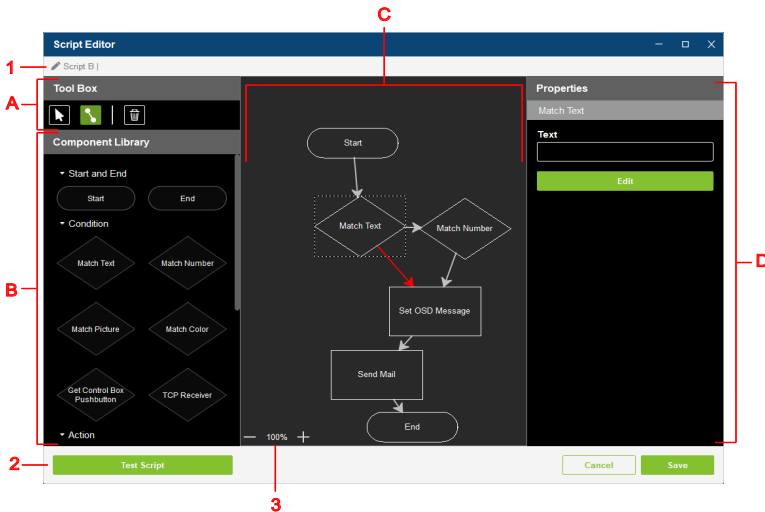 C
Script Editor
1
Script B |
A
Tool Box
Properties
Match Text
Component Library
Text
Start and End
Start
Start
End
Edit
Condition
Match Text
Match Number
Match Text
Match Number
D
B
Set OSD Message
Match Picture
Match Color
Send Mail
Get Control Box
Pushbutton
TCP Receiver
End
Action
100%
2
Test Script
Cancel
Save
3